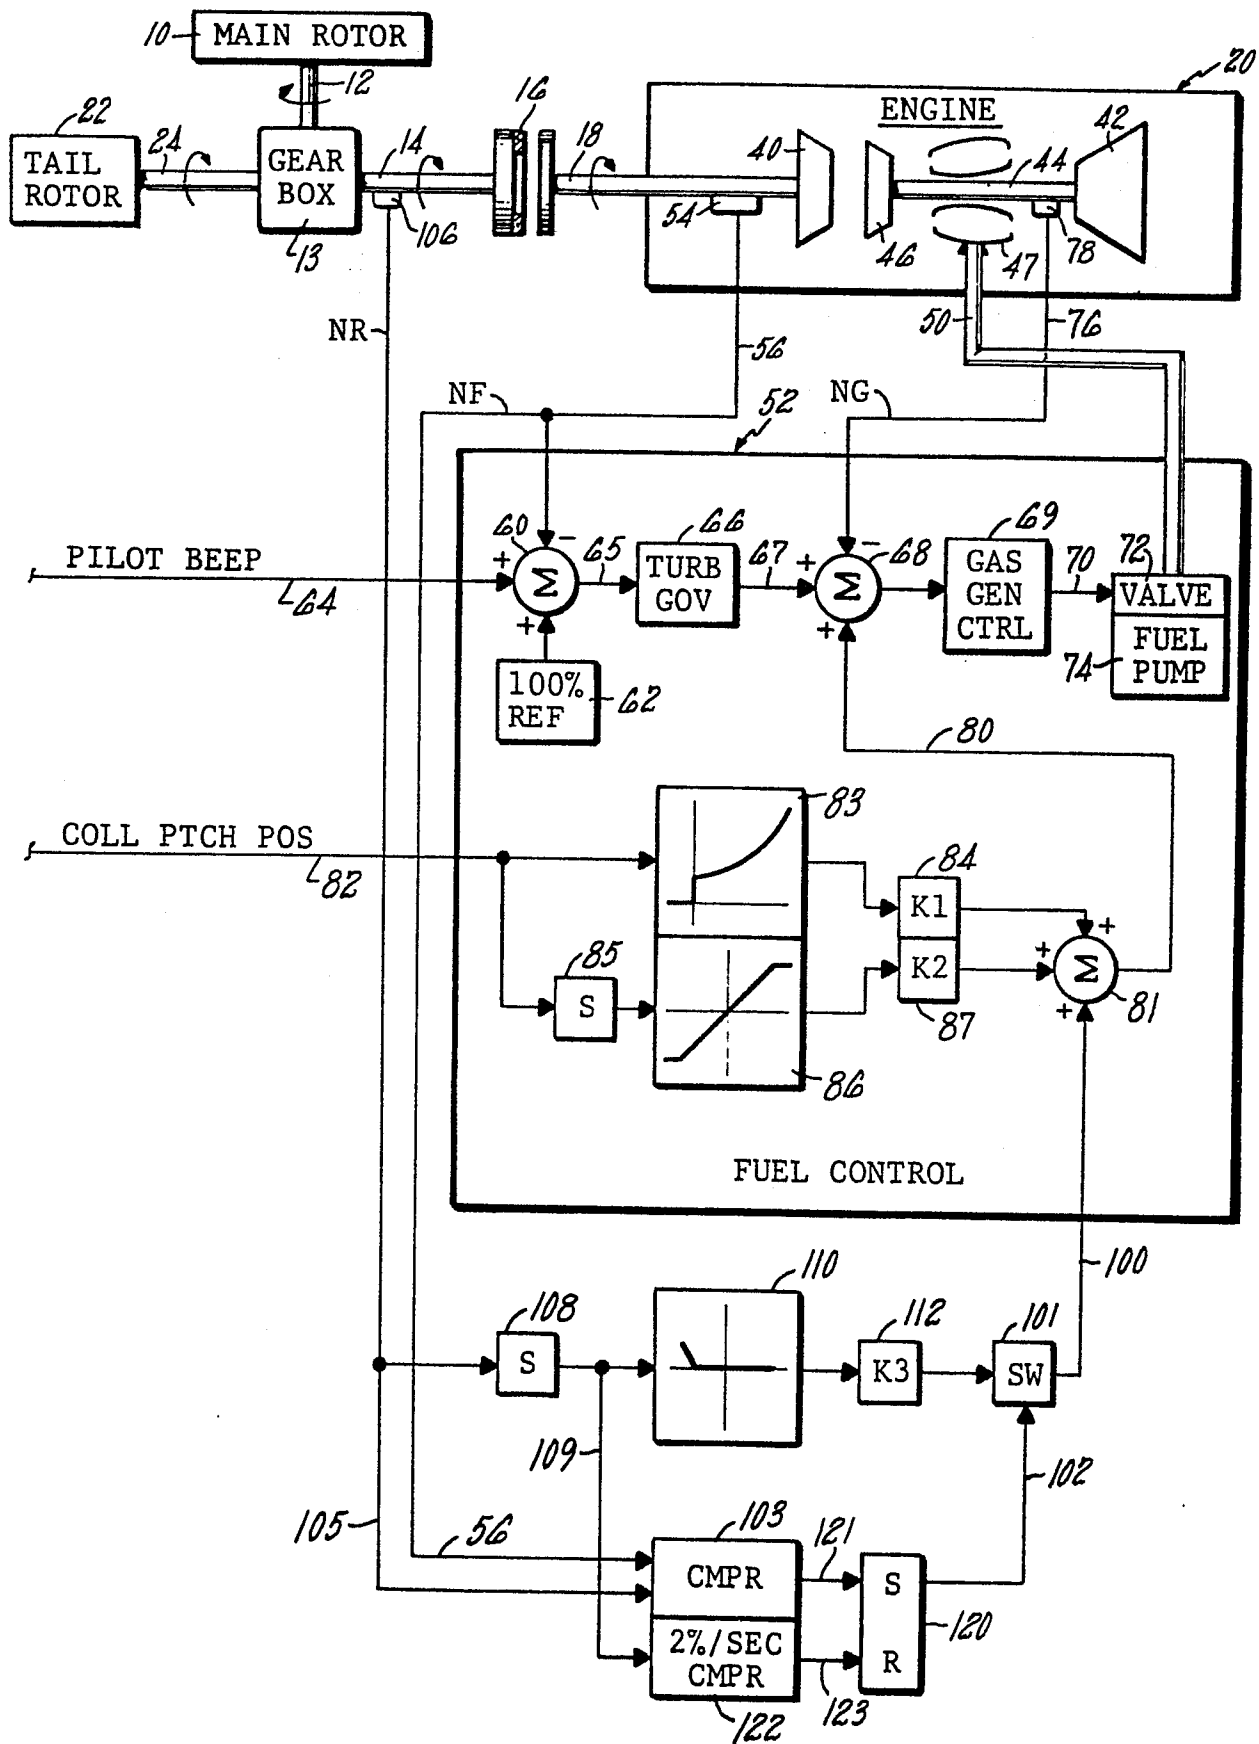 10 MAIN ROTOR
12
22
TAIL
ROTOR
24
GEAR
BOX
13
14
106
16
18
20
ENGINE
40
54
46
47
44
78
42
NR
56
50
76
NF
NG
52
PILOT BEEP
64
60
+
-
+
Σ
65
66
TURB
GOV
67
+
-
+
Σ
68
69
GAS
GEN
CTRL
70
72
VALVE
74
FUEL
PUMP
100%
REF
62
80
COLL PTCH POS
82
83
84
K1
85
S
86
K2
87
+
+
+
Σ
81
FUEL CONTROL
100
108
S
110
112
K3
101
SW
109
102
105
56
103
CMPR
121
S
R
120
2%/SEC
CMPR
122
123